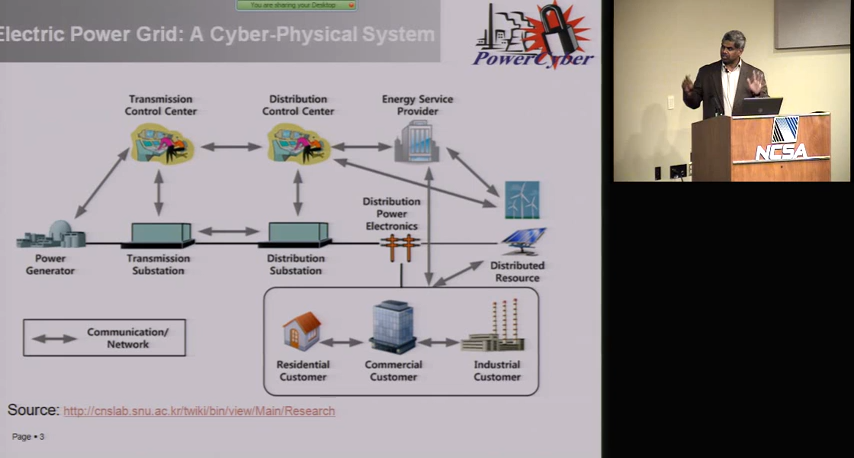 You are sharing your Desktop
Electric Power Grid: A Cyber-Physical System
PowerCyber
Transmission
Control Center
Distribution
Control Center
Energy Service
Provider
Distribution
Power
Electronics
Power
Generator
Transmission
Substation
Distribution
Substation
Distributed
Resource
Communication/
Network
Residential
Customer
Commercial
Customer
Industrial
Customer
Source: http://cnslab.snu.ac.kr/twiki/bin/view/Main/Research
Page • 3
NCSA